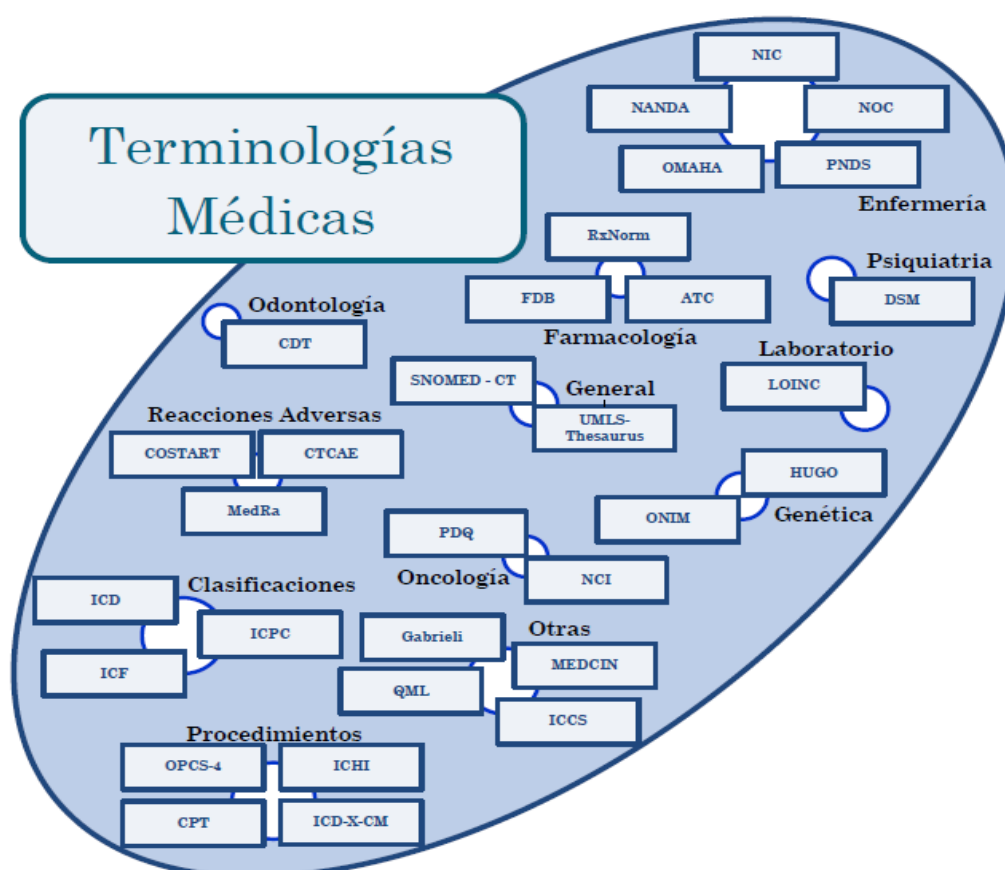 Terminologías
Médicas
NIC
NANDA
NOC
OMAHA
PNDS
Enfermería
RxNorm
FDB
ATC
Farmacología
Psiquiatria
DSM
Odontología
CDT
Laboratorio
LOINC
SNOMED - CT
General
UMLS-
Thesaurus
Reacciones Adversas
COSTART
CTCAE
MedRa
HUGO
ONIM
Genética
PDQ
Oncología
NCI
Clasificaciones
ICD
ICPC
ICF
Otras
Gabrieli
MEDCIN
QML
ICCS
Procedimientos
OPCS-4
ICHI
CPT
ICD-X-CM